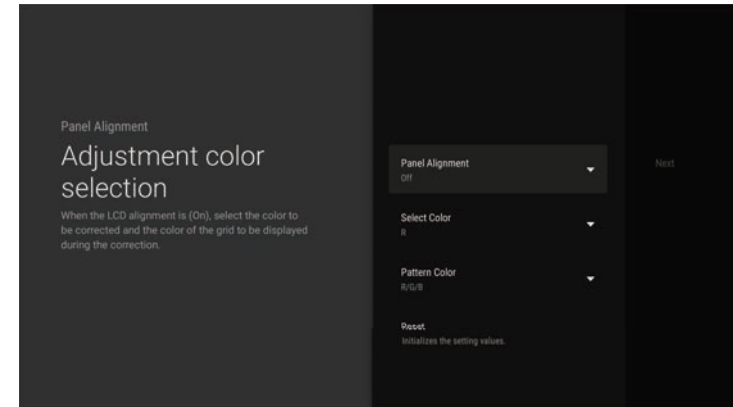 Panel Alignment
Adjustment color
selection
When the LCD alignment is (On), select the color to
be corrected and the color of the grid to be displayed
during the correction.
Panel Alignment
Off
Select Color
R
Pattern Color
R/G/B
Reset
Initializes the setting values.
Next